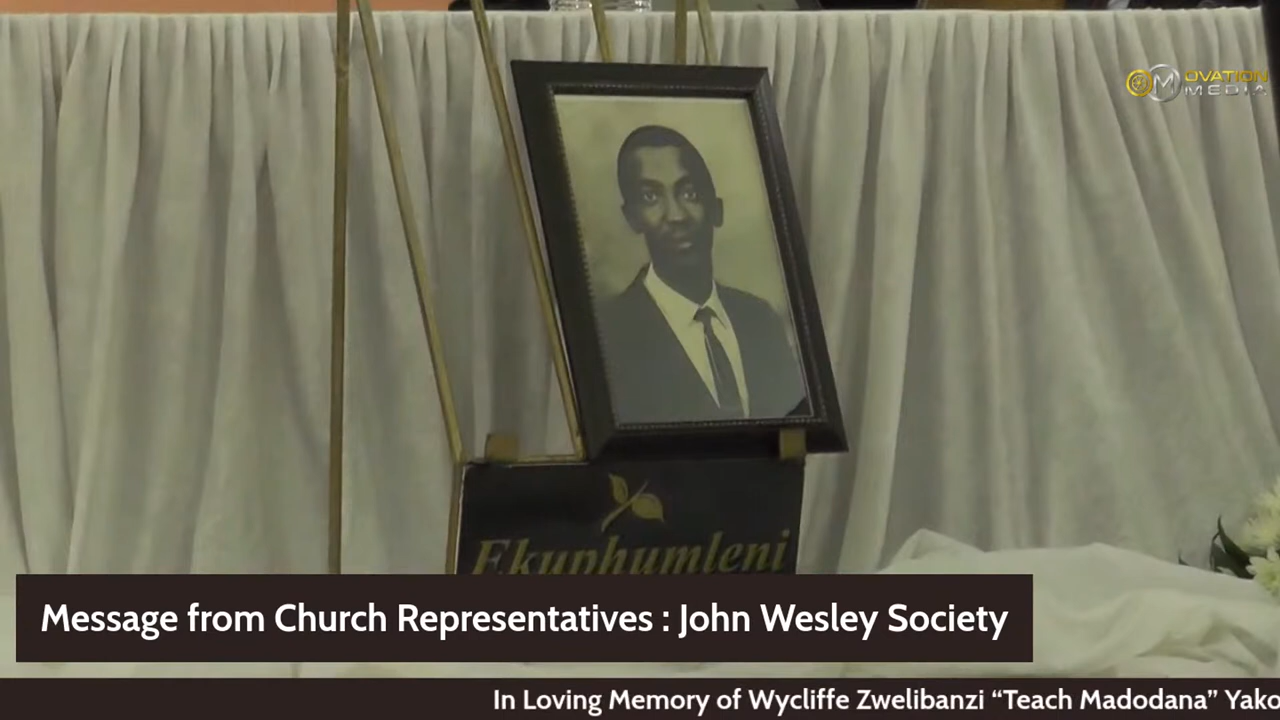 OVATION
MEDIA
Ekuphumleni
Message from Church Representatives : John Wesley Society
In Loving Memory of Wycliffe Zwelibanzi “Teach Madodana” Yako